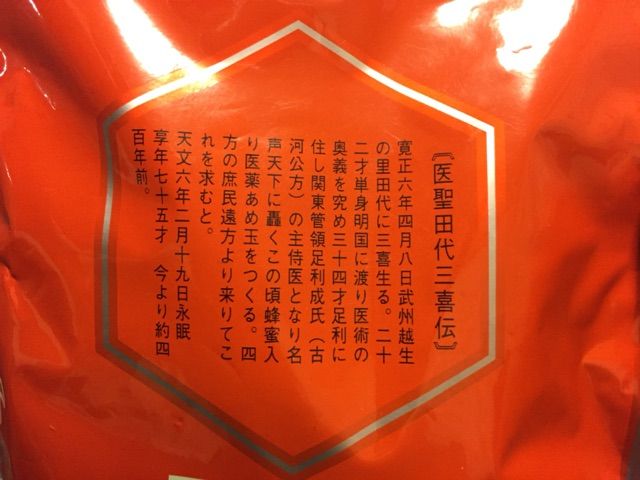 〘医聖田代三喜伝〙
寛正六年四月八日武州越生
の里田代に三喜生る。二十
二才単身明国に渡り医術の
奥義を究め三十四才足利に
住し関東管領足利成氏（古
河公方）の主侍医となり名
声天下に轟くこの頃蜂蜜入
り医薬あめ玉をつくる。四
方の庶民遠方より来りてこ
れを求むと。
天文六年二月十九日永眠
享年七十五才　今より約四
百年前。